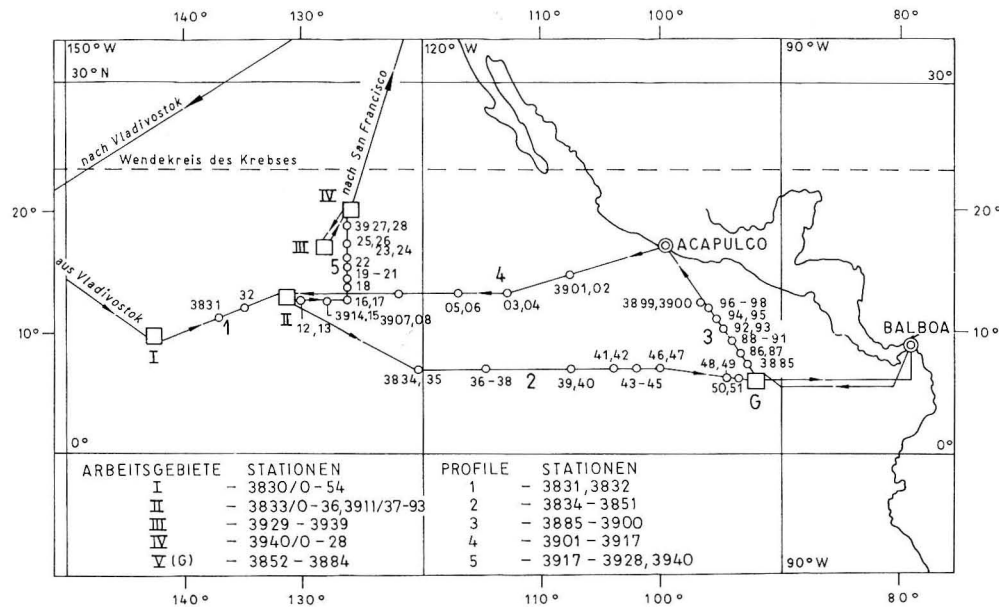 140° 130° 110° 100° 80°
150° W 120° W 90° W
30° N 30°
nach Vladivostok
nach San Francisco
Wendekreis des Krebses
20° 20°
IV
3927, 28
25, 26
23, 24
III
5
22
19 - 21
18
16,17
ACAPULCO
4
3901, 02
aus Vladivostok
3831
32
1
II
12, 13
3914, 15
3907, 08
05, 06
03, 04
3899, 3900
96 - 98
94, 95
92, 93
3
88 - 91
86, 87
3885
BALBOA
10° 10°
I
3834, 35
36 - 38
2
39, 40
41, 42
43 - 45
46, 47
48, 49
50, 51
G
0° 0°
ARBEITSGEBIETE STATIONEN
I – 3830/0 - 54
II – 3833/0 - 36, 3911/37-93
III – 3929 - 3939
IV – 3940/0 - 28
V (G) – 3852 - 3884
PROFILE STATIONEN
1 – 3831, 3832
2 – 3834 - 3851
3 – 3885 - 3900
4 – 3901 - 3917
5 – 3917 - 3928, 3940
90° W
140° 130° 110° 100° 80°